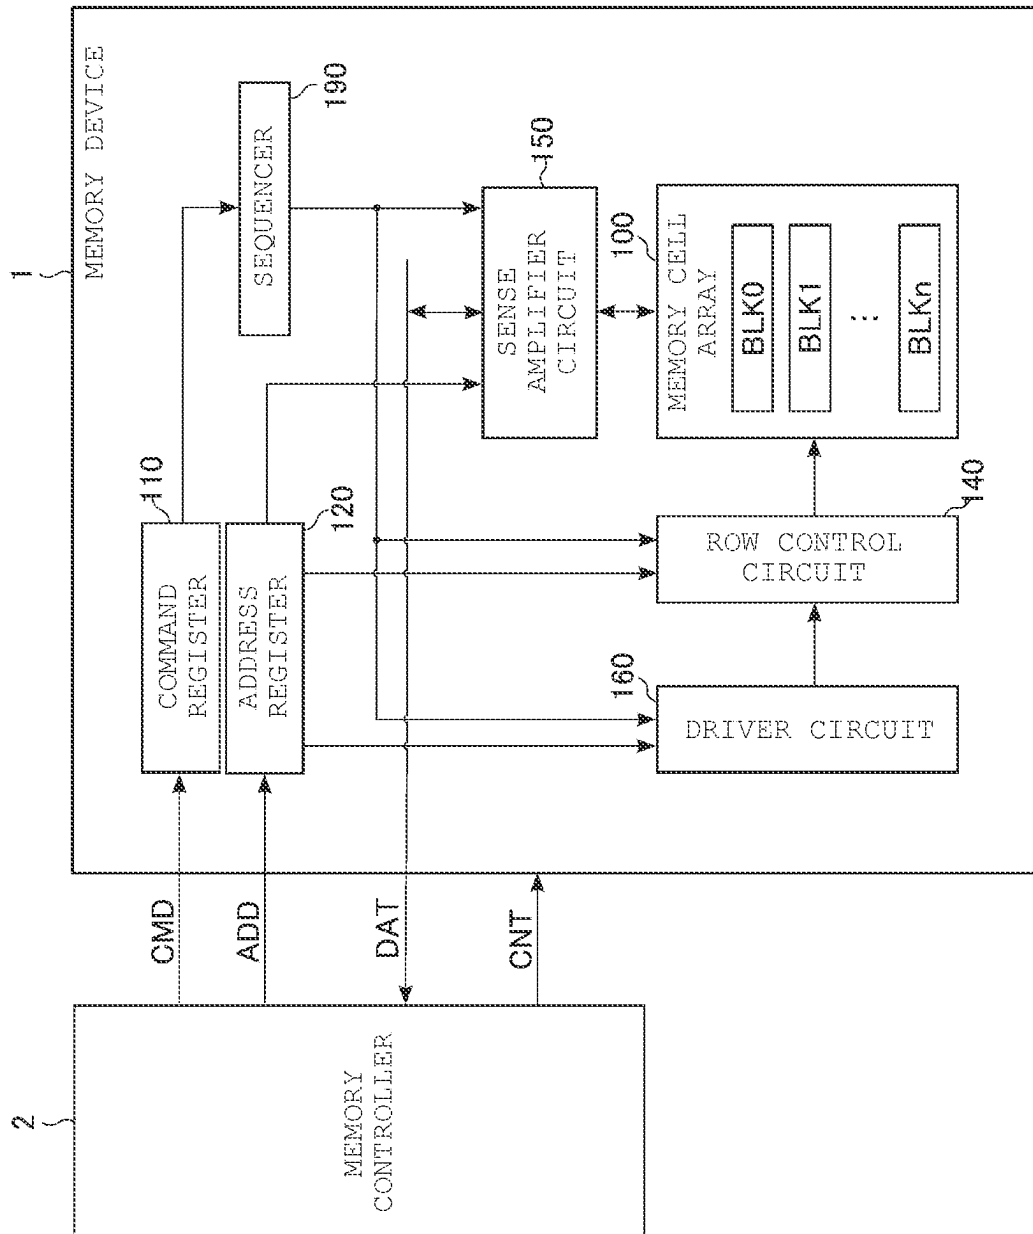 1
MEMORY DEVICE
190
SEQUENCER
150
SENSE
AMPLIFIER
CIRCUIT
100
MEMORY CELL
ARRAY
BLK0
BLK1
...
BLKn
110
COMMAND
REGISTER
120
ADDRESS
REGISTER
140
ROW CONTROL
CIRCUIT
160
DRIVER CIRCUIT
CMD
ADD
DAT
CNT
2
MEMORY
CONTROLLER